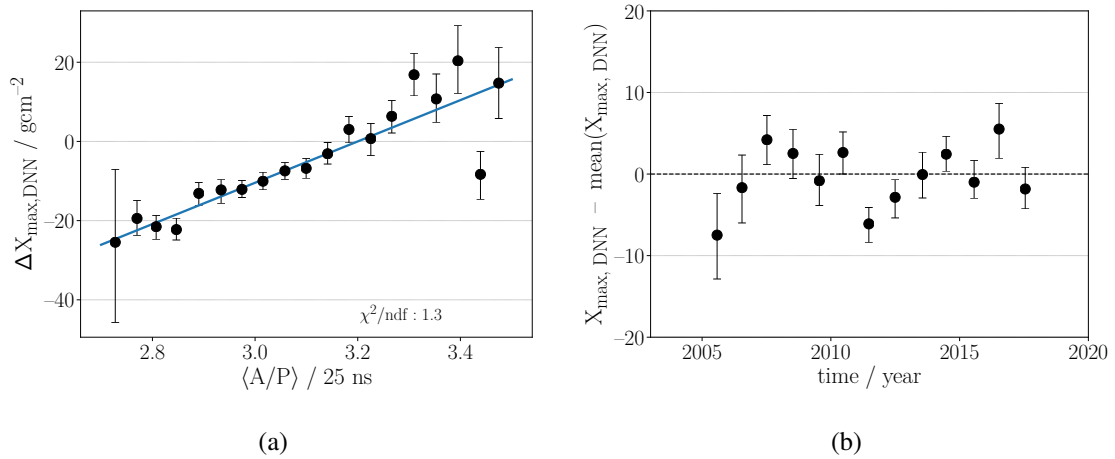 20
0
−20
−40
ΔX_max,DNN / gcm⁻²
χ²/ndf : 1.3
2.8 3.0 3.2 3.4
⟨A/P⟩ / 25 ns
(a)
20
10
0
−10
−20
X_max, DNN − mean(X_max, DNN)
2005 2010 2015 2020
time / year
(b)